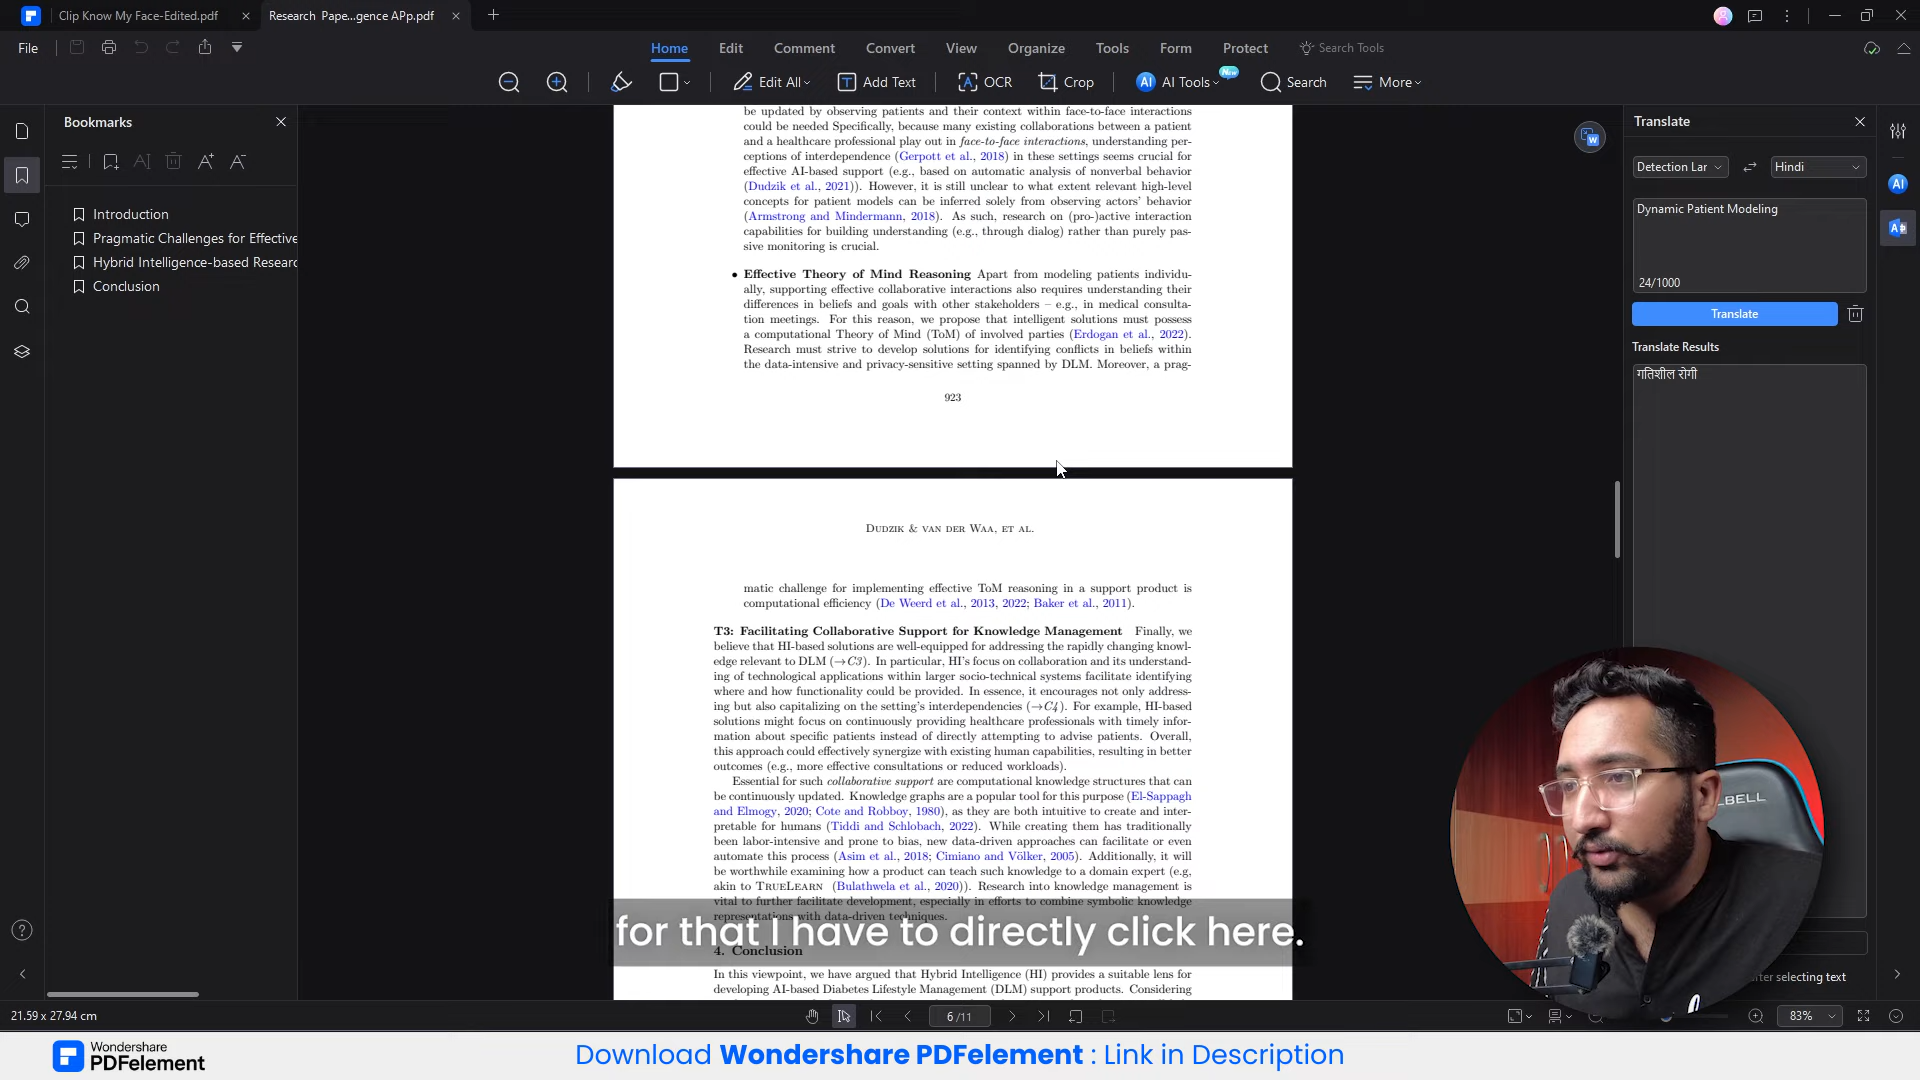 Clip Know My Face-Edited.pdf
Research Pape...gence APp.pdf
File
Home
Edit
Comment
Convert
View
Organize
Tools
Form
Protect
Search Tools
Edit All
Add Text
OCR
Crop
AI Tools
New
Search
More
Bookmarks
Introduction
Pragmatic Challenges for Effective
Hybrid Intelligence-based Researc
Conclusion
be updated by observing patients and their context within face-to-face interactions
could be needed Specifically, because many existing collaborations between a patient
and a healthcare professional play out in face-to-face interactions, understanding per-
ceptions of interdependence (Gerpott et al., 2018) in these settings seems crucial for
effective AI-based support (e.g., based on automatic analysis of nonverbal behavior
(Dudzik et al., 2021)). However, it is still unclear to what extent relevant high-level
concepts for patient models can be inferred solely from observing actors' behavior
(Armstrong and Mindermann, 2018). As such, research on (pro-)active interaction
capabilities for building understanding (e.g., through dialog) rather than purely pas-
sive monitoring is crucial.
• Effective Theory of Mind Reasoning Apart from modeling patients individu-
ally, supporting effective collaborative interactions also requires understanding their
differences in beliefs and goals with other stakeholders – e.g., in medical consulta-
tion meetings. For this reason, we propose that intelligent solutions must possess
a computational Theory of Mind (ToM) of involved parties (Erdogan et al., 2022).
Research must strive to develop solutions for identifying conflicts in beliefs within
the data-intensive and privacy-sensitive setting spanned by DLM. Moreover, a prag-
923
Dudzik & van der Waa, et al.
matic challenge for implementing effective ToM reasoning in a support product is
computational efficiency (De Weerd et al., 2013, 2022; Baker et al., 2011).
T3: Facilitating Collaborative Support for Knowledge Management Finally, we
believe that HI-based solutions are well-equipped for addressing the rapidly changing knowl-
edge relevant to DLM (→C3). In particular, HI's focus on collaboration and its understand-
ing of technological applications within larger socio-technical systems facilitate identifying
where and how functionality could be provided. In essence, it encourages not only address-
ing but also capitalizing on the setting's interdependencies (→C4). For example, HI-based
solutions might focus on continuously providing healthcare professionals with timely infor-
mation about specific patients instead of directly attempting to advise patients. Overall,
this approach could effectively synergize with existing human capabilities, resulting in better
outcomes (e.g., more effective consultations or reduced workloads).
Essential for such collaborative support are computational knowledge structures that can
be continuously updated. Knowledge graphs are a popular tool for this purpose (El-Sappagh
and Elmogy, 2020; Cote and Robboy, 1980), as they are both intuitive to create and inter-
pretable for humans (Tiddi and Schlobach, 2022). While creating them has traditionally
been labor-intensive and prone to bias, new data-driven approaches can facilitate or even
automate this process (Asim et al., 2018; Cimiano and Völker, 2005). Additionally, it will
be worthwhile examining how a product can teach such knowledge to a domain expert (e.g,
akin to TrueLearn (Bulathwela et al., 2020)). Research into knowledge management is
vital to further facilitate development, especially in efforts to combine symbolic knowledge
representations with data-driven techniques.
for that I have to directly click here.
4. Conclusion
In this viewpoint, we have argued that Hybrid Intelligence (HI) provides a suitable lens for
developing AI-based Diabetes Lifestyle Management (DLM) support products. Considering
Translate
Detection Lar
Hindi
Dynamic Patient Modeling
24/1000
Translate
Translate Results
गतिशील रोगी
after selecting text
LBELL
21.59 x 27.94 cm
6 /11
83%
Wondershare
PDFelement
Download Wondershare PDFelement : Link in Description